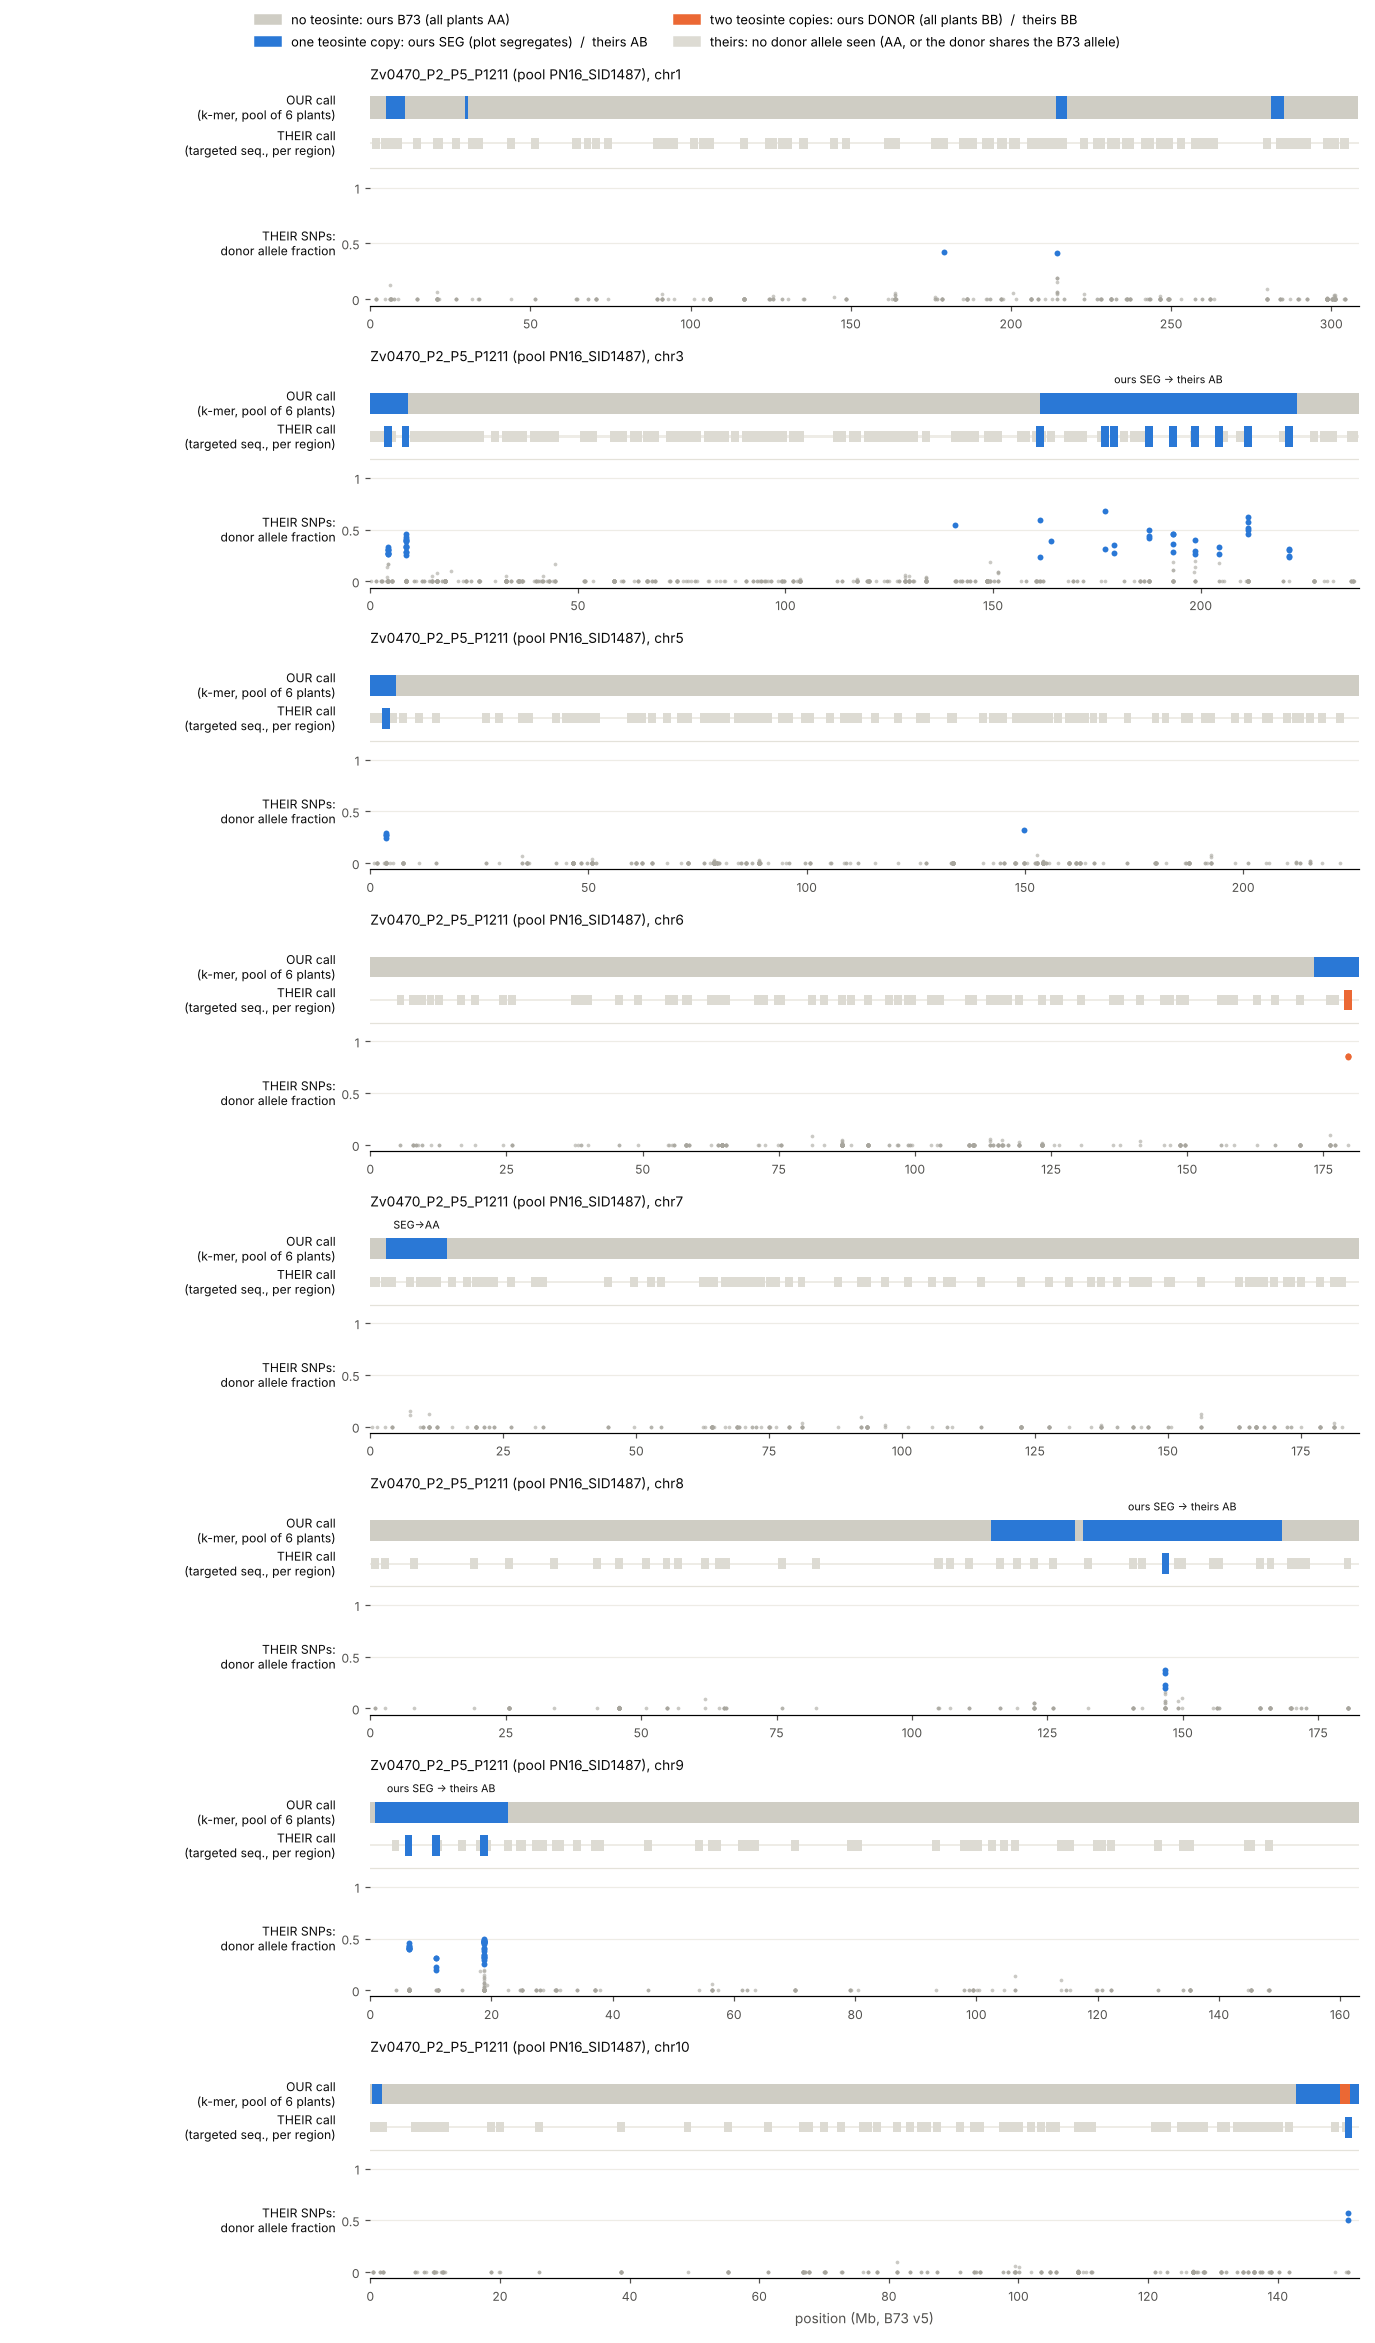 no teosinte: ours B73 (all plants AA)
two teosinte copies: ours DONOR (all plants BB)  /  theirs BB
one teosinte copy: ours SEG (plot segregates)  /  theirs AB
theirs: no donor allele seen (AA, or the donor shares the B73 allele)
Zv0470_P2_P5_P1211 (pool PN16_SID1487), chr1
OUR call
(k-mer, pool of 6 plants)
THEIR call
(targeted seq., per region)
1
THEIR SNPs:
donor allele fraction
0.5
0
0 50 100 150 200 250 300
Zv0470_P2_P5_P1211 (pool PN16_SID1487), chr3
ours SEG → theirs AB
OUR call
(k-mer, pool of 6 plants)
THEIR call
(targeted seq., per region)
1
THEIR SNPs:
donor allele fraction
0.5
0
0 50 100 150 200
Zv0470_P2_P5_P1211 (pool PN16_SID1487), chr5
OUR call
(k-mer, pool of 6 plants)
THEIR call
(targeted seq., per region)
1
THEIR SNPs:
donor allele fraction
0.5
0
0 50 100 150 200
Zv0470_P2_P5_P1211 (pool PN16_SID1487), chr6
OUR call
(k-mer, pool of 6 plants)
THEIR call
(targeted seq., per region)
1
THEIR SNPs:
donor allele fraction
0.5
0
0 25 50 75 100 125 150 175
Zv0470_P2_P5_P1211 (pool PN16_SID1487), chr7
SEG→AA
OUR call
(k-mer, pool of 6 plants)
THEIR call
(targeted seq., per region)
1
THEIR SNPs:
donor allele fraction
0.5
0
0 25 50 75 100 125 150 175
Zv0470_P2_P5_P1211 (pool PN16_SID1487), chr8
ours SEG → theirs AB
OUR call
(k-mer, pool of 6 plants)
THEIR call
(targeted seq., per region)
1
THEIR SNPs:
donor allele fraction
0.5
0
0 25 50 75 100 125 150 175
Zv0470_P2_P5_P1211 (pool PN16_SID1487), chr9
ours SEG → theirs AB
OUR call
(k-mer, pool of 6 plants)
THEIR call
(targeted seq., per region)
1
THEIR SNPs:
donor allele fraction
0.5
0
0 20 40 60 80 100 120 140 160
Zv0470_P2_P5_P1211 (pool PN16_SID1487), chr10
OUR call
(k-mer, pool of 6 plants)
THEIR call
(targeted seq., per region)
1
THEIR SNPs:
donor allele fraction
0.5
0
0 20 40 60 80 100 120 140
position (Mb, B73 v5)